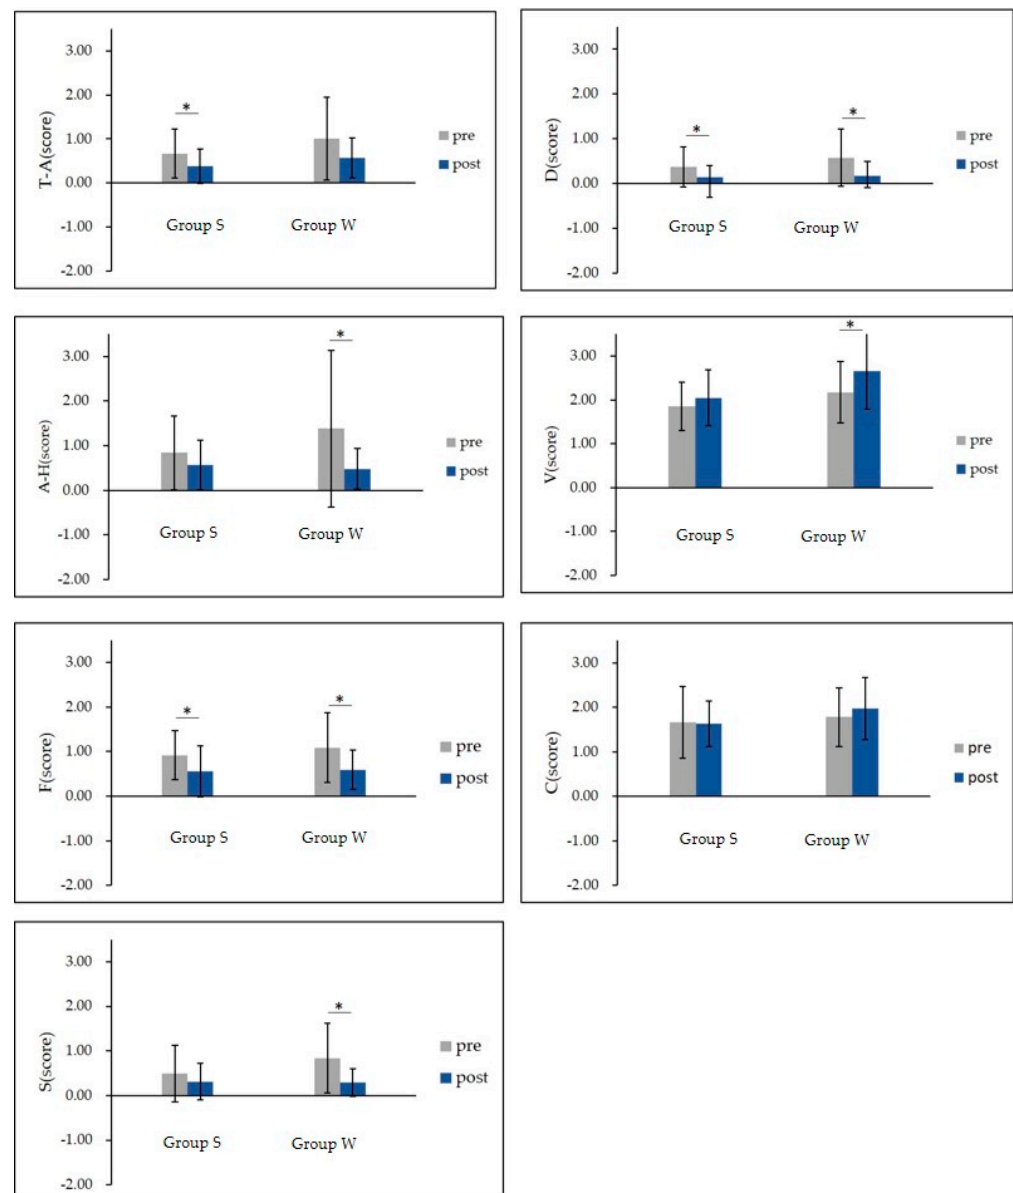 T-A(score)
3.00
2.00
1.00
0.00
-1.00
-2.00
*
Group S
Group W
pre
post
D(score)
3.00
2.00
1.00
0.00
-1.00
-2.00
*
*
Group S
Group W
pre
post
A-H(score)
3.00
2.00
1.00
0.00
-1.00
-2.00
*
Group S
Group W
pre
post
V(score)
3.00
2.00
1.00
0.00
-1.00
-2.00
*
Group S
Group W
pre
post
F(score)
3.00
2.00
1.00
0.00
-1.00
-2.00
*
*
Group S
Group W
pre
post
C(score)
3.00
2.00
1.00
0.00
-1.00
-2.00
Group S
Group W
pre
post
S(score)
3.00
2.00
1.00
0.00
-1.00
-2.00
*
Group S
Group W
pre
post